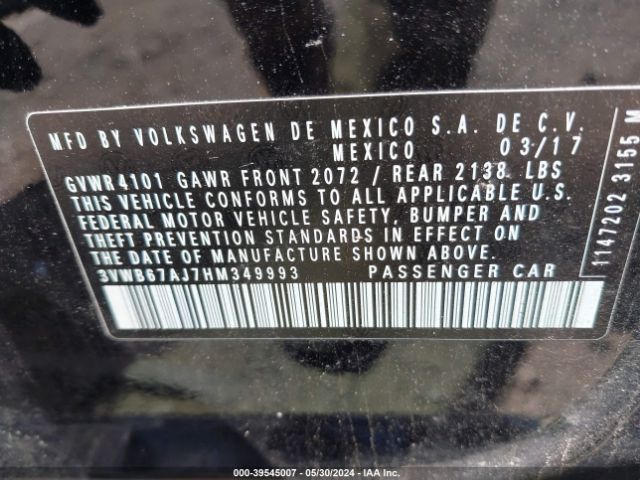 MFD BY VOLKSWAGEN DE MEXICO S.A. DE C.V.
MEXICO 03/17
GVWR4101 GAWR FRONT 2072 / REAR 2138 LBS
THIS VEHICLE CONFORMS TO ALL APPLICABLE U.S.
FEDERAL MOTOR VEHICLE SAFETY, BUMPER AND
THEFT PREVENTION STANDARDS IN EFFECT ON
THE DATE OF MANUFACTURE SHOWN ABOVE.
3VWB67AJ7HM349993 PASSENGER CAR
1147202 3155 M
000-39545007 - 05/30/2024 - IAA Inc.